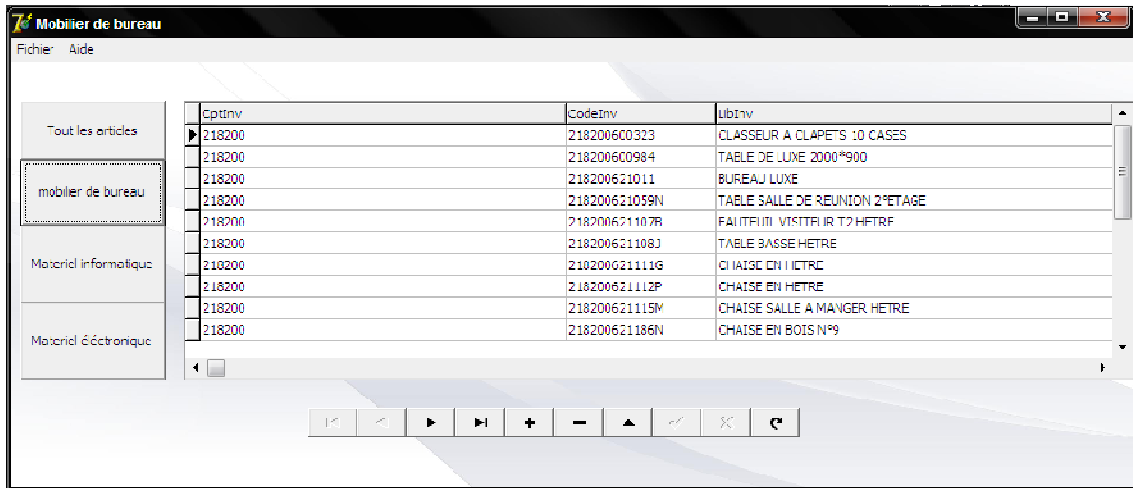 Mobilier de bureau
Fichier Aide
Tout les articles
mobilier de bureau
Materiel informatique
Materiel éléctronique
CptInv CodeInv LibInv
218200 218200600323 CLASSEUR A CLAPETS 10 CASES
218200 218200600984 TABLE DE LUXE 2000*900
218200 218200621011 BUREAU LUXE
218200 218200621059N TABLE SALLE DE REUNION 2°ETAGE
218200 218200621107B FAUTEUIL VISITEUR T2 HETRE
218200 218200621108J TABLE BASSE HETRE
218200 218200621111G CHAISE EN HETRE
218200 218200621112P CHAISE EN HETRE
218200 218200621115M CHAISE SALLE A MANGER HETRE
218200 218200621186N CHAISE EN BOIS N°9